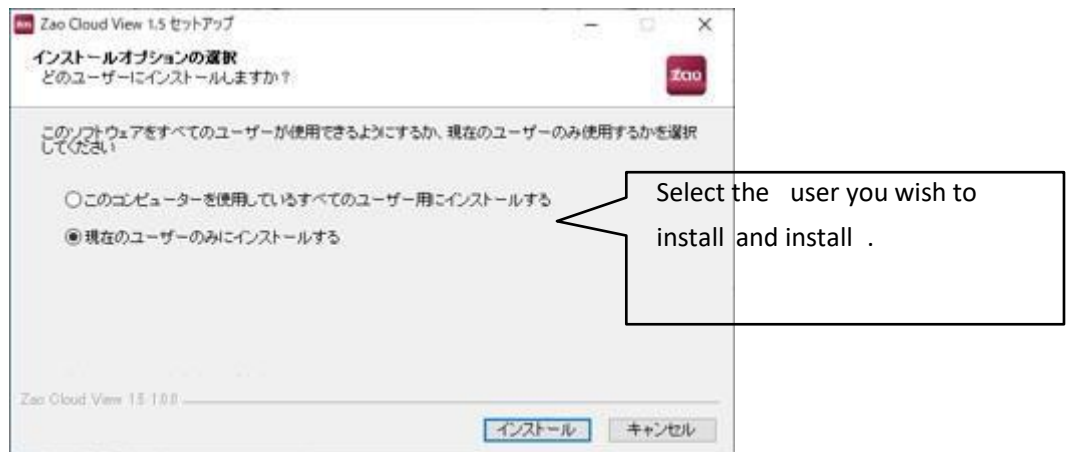 Zao Cloud View 1.5 セットアップ
インストールオプションの選択
どのユーザーにインストールしますか？
zao
このソフトウェアをすべてのユーザーが使用できるようにするか、現在のユーザーのみ使用するかを選択
してください
○このコンピューターを使用しているすべてのユーザー用にインストールする
◉現在のユーザーのみにインストールする
Select the user you wish to
install and install .
Zao Cloud View 1.5 1.0.0
インストール キャンセル